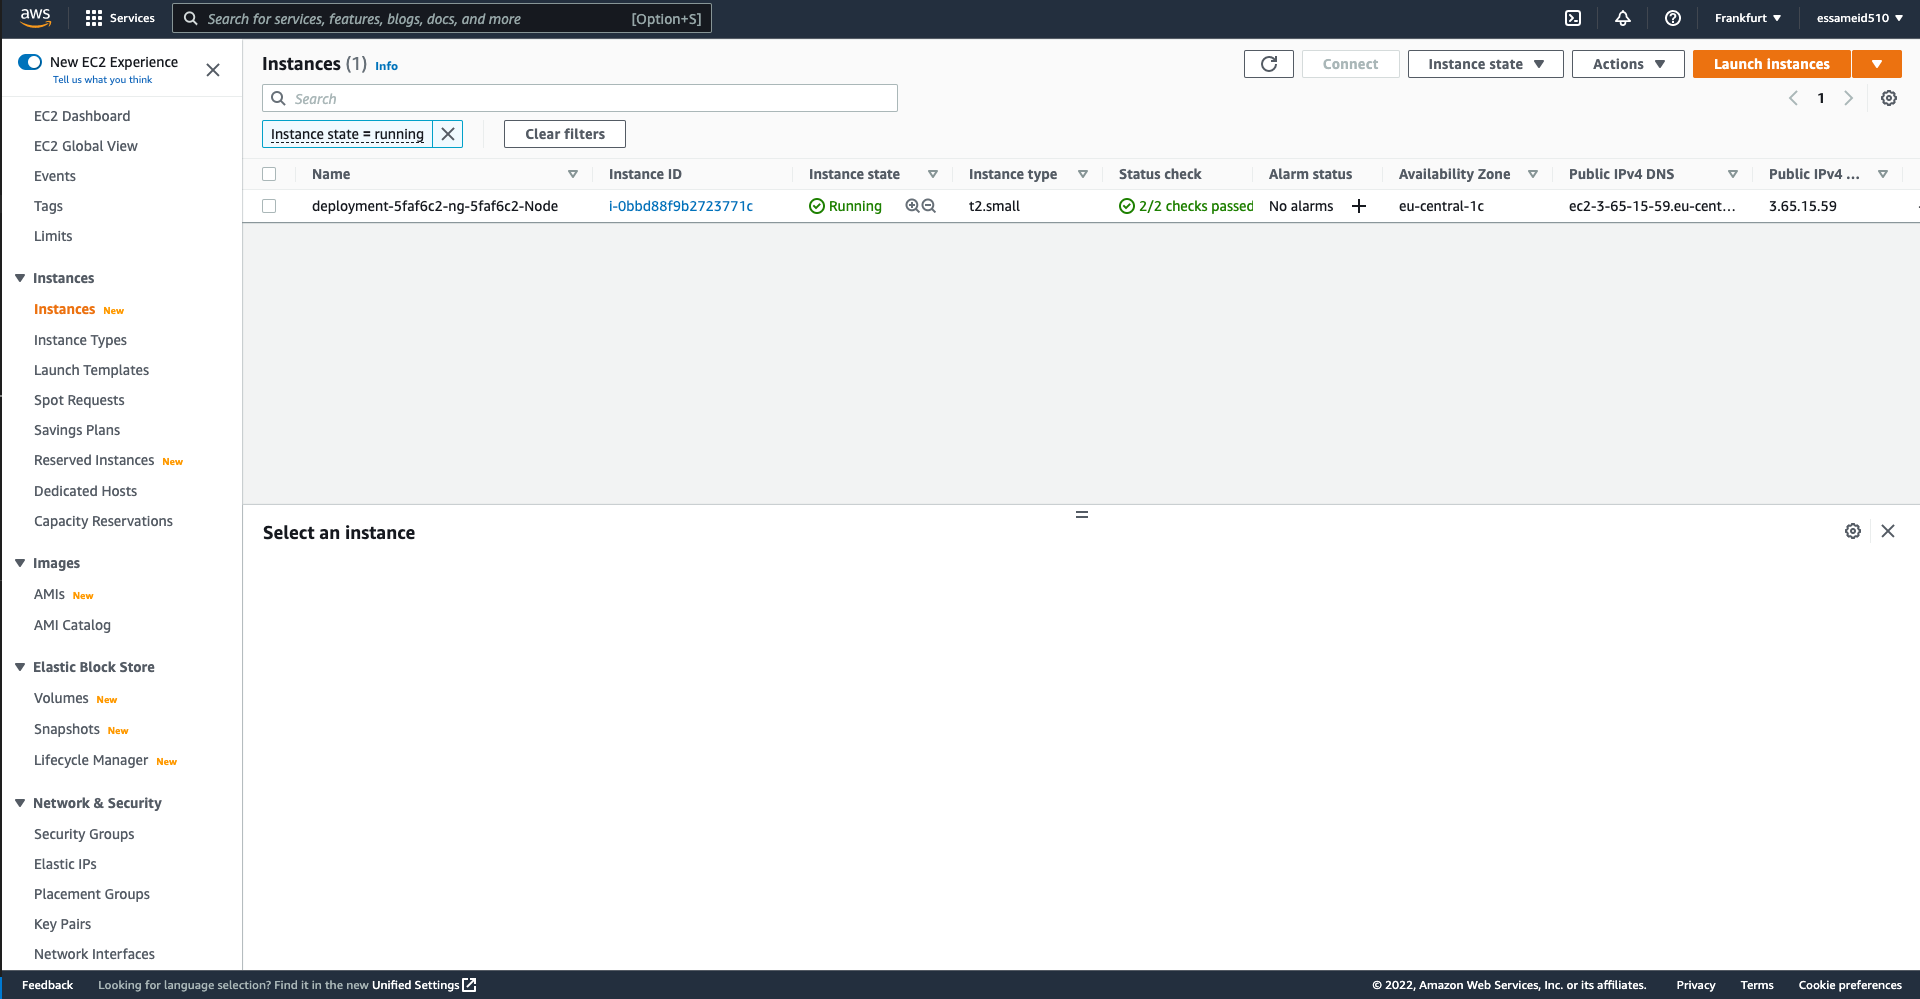 aws
Services
Search for services, features, blogs, docs, and more
[Option+S]
Frankfurt
essameid510
New EC2 Experience
Tell us what you think
EC2 Dashboard
EC2 Global View
Events
Tags
Limits
Instances
Instances New
Instance Types
Launch Templates
Spot Requests
Savings Plans
Reserved Instances New
Dedicated Hosts
Capacity Reservations
Images
AMIs New
AMI Catalog
Elastic Block Store
Volumes New
Snapshots New
Lifecycle Manager New
Network & Security
Security Groups
Elastic IPs
Placement Groups
Key Pairs
Network Interfaces
Instances (1) Info
Connect
Instance state
Actions
Launch Instances
Search
1
Instance state = running
Clear filters
Name Instance ID Instance state Instance type Status check Alarm status Availability Zone Public IPv4 DNS Public IPv4 ...
deployment-5faf6c2-ng-5faf6c2-Node i-0bbd88f9b2723771c Running t2.small 2/2 checks passed No alarms eu-central-1c ec2-3-65-15-59.eu-cent... 3.65.15.59
Select an instance
Feedback Looking for language selection? Find it in the new Unified Settings
© 2022, Amazon Web Services, Inc. or its affiliates. Privacy Terms Cookie preferences